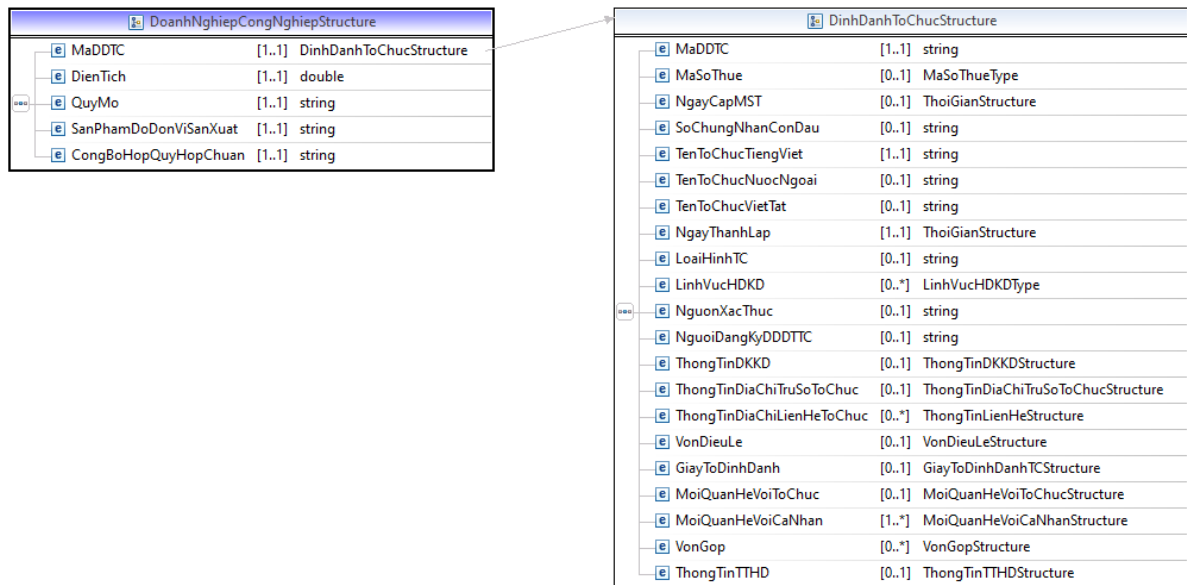 DoanhNghiepCongNghiepStructure
MaDDTC [1..1] DinhDanhToChucStructure
DienTich [1..1] double
QuyMo [1..1] string
SanPhamDoDonViSanXuat [1..1] string
CongBoHopQuyHopChuan [1..1] string
DinhDanhToChucStructure
MaDDTC [1..1] string
MaSoThue [0..1] MaSoThueType
NgayCapMST [0..1] ThoiGianStructure
SoChungNhanConDau [0..1] string
TenToChucTiengViet [1..1] string
TenToChucNuocNgoai [0..1] string
TenToChucVietTat [0..1] string
NgayThanhLap [1..1] ThoiGianStructure
LoaiHinhTC [0..1] string
LinhVucHDKD [0..*] LinhVucHDKDType
NguonXacThuc [0..1] string
NguoiDangKyDDDTTC [0..1] string
ThongTinDKKD [0..1] ThongTinDKKDStructure
ThongTinDiaChiTruSoToChuc [0..1] ThongTinDiaChiTruSoToChucStructure
ThongTinDiaChiLienHeToChuc [0..*] ThongTinLienHeStructure
VonDieuLe [0..1] VonDieuLeStructure
GiayToDinhDanh [0..1] GiayToDinhDanhTCStructure
MoiQuanHeVoiToChuc [0..1] MoiQuanHeVoiToChucStructure
MoiQuanHeVoiCaNhan [1..*] MoiQuanHeVoiCaNhanStructure
VonGop [0..*] VonGopStructure
ThongTinTTHD [0..1] ThongTinTTHDStructure